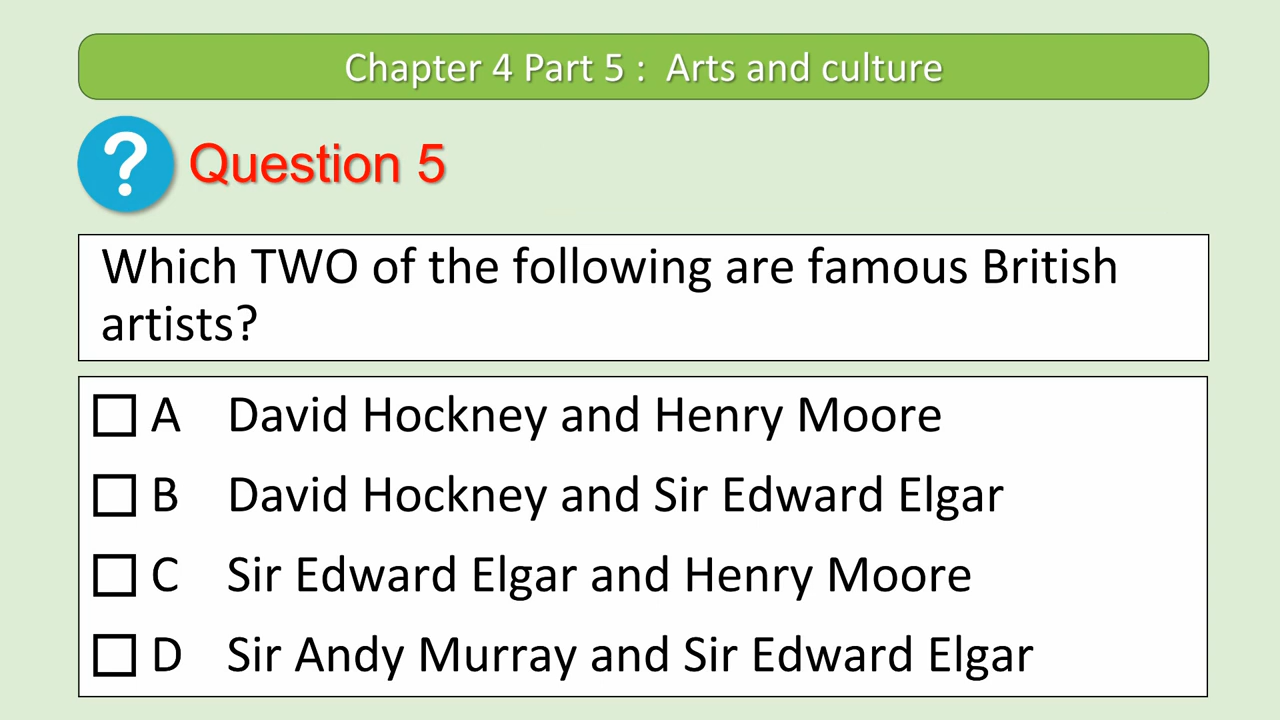 Chapter 4 Part 5 : Arts and culture
? Question 5
Which TWO of the following are famous British
artists?
A David Hockney and Henry Moore
B David Hockney and Sir Edward Elgar
C Sir Edward Elgar and Henry Moore
D Sir Andy Murray and Sir Edward Elgar